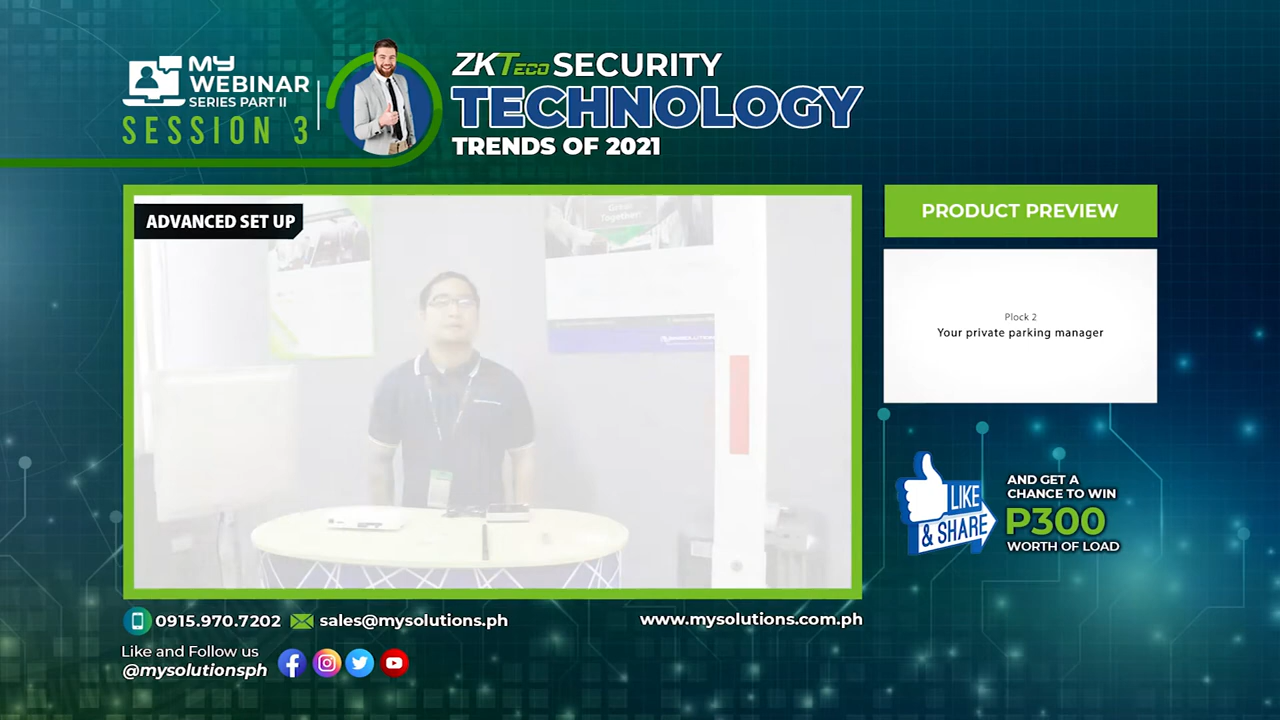 MY
WEBINAR
SERIES PART II
SESSION 3
ZKTECO SECURITY
TECHNOLOGY
TRENDS OF 2021
ADVANCED SET UP
Great
Together
PRODUCT PREVIEW
Plock 2
Your private parking manager
LIKE
& SHARE
AND GET A
CHANCE TO WIN
P300
WORTH OF LOAD
0915.970.7202
sales@mysolutions.ph
www.mysolutions.com.ph
Like and Follow us
@mysolutionsph